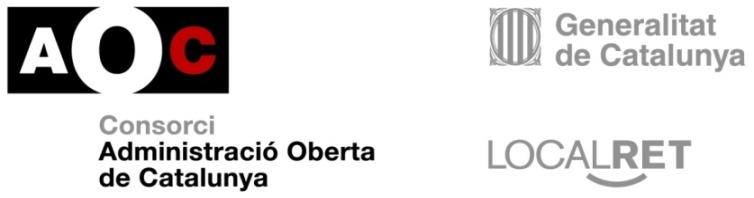 AOC
Consorci
Administració Oberta
de Catalunya
Generalitat
de Catalunya
LOCALRET